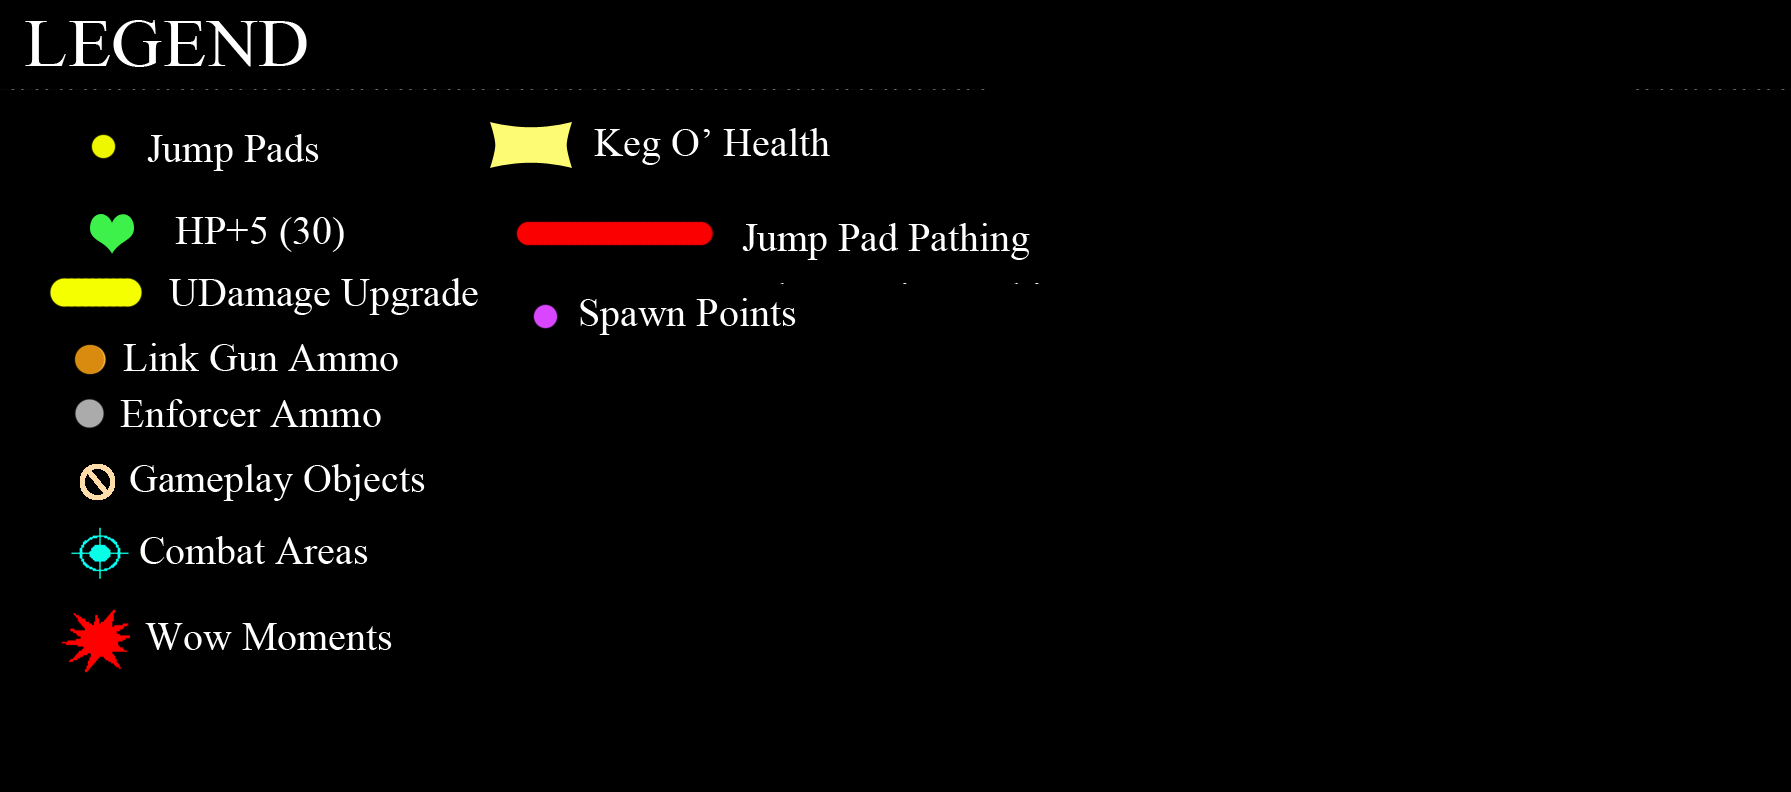 LEGEND
Jump Pads
HP+5 (30)
UDamage Upgrade
Link Gun Ammo
Enforcer Ammo
Gameplay Objects
Combat Areas
Wow Moments
Keg O’ Health
Jump Pad Pathing
Spawn Points